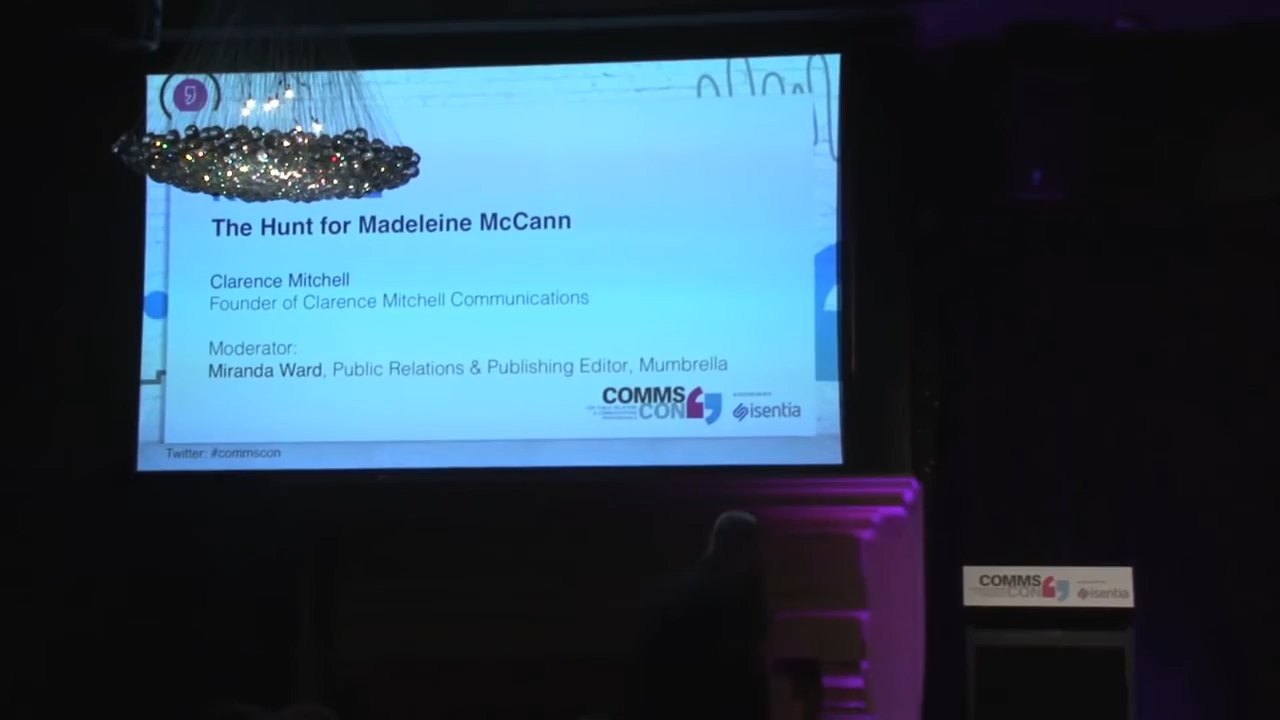 The Hunt for Madeleine McCann
Clarence Mitchell
Founder of Clarence Mitchell Communications
Moderator:
Miranda Ward, Public Relations & Publishing Editor, Mumbrella
COMMS
CON
isentia
Twitter: #commscon
COMMS
CON
isentia